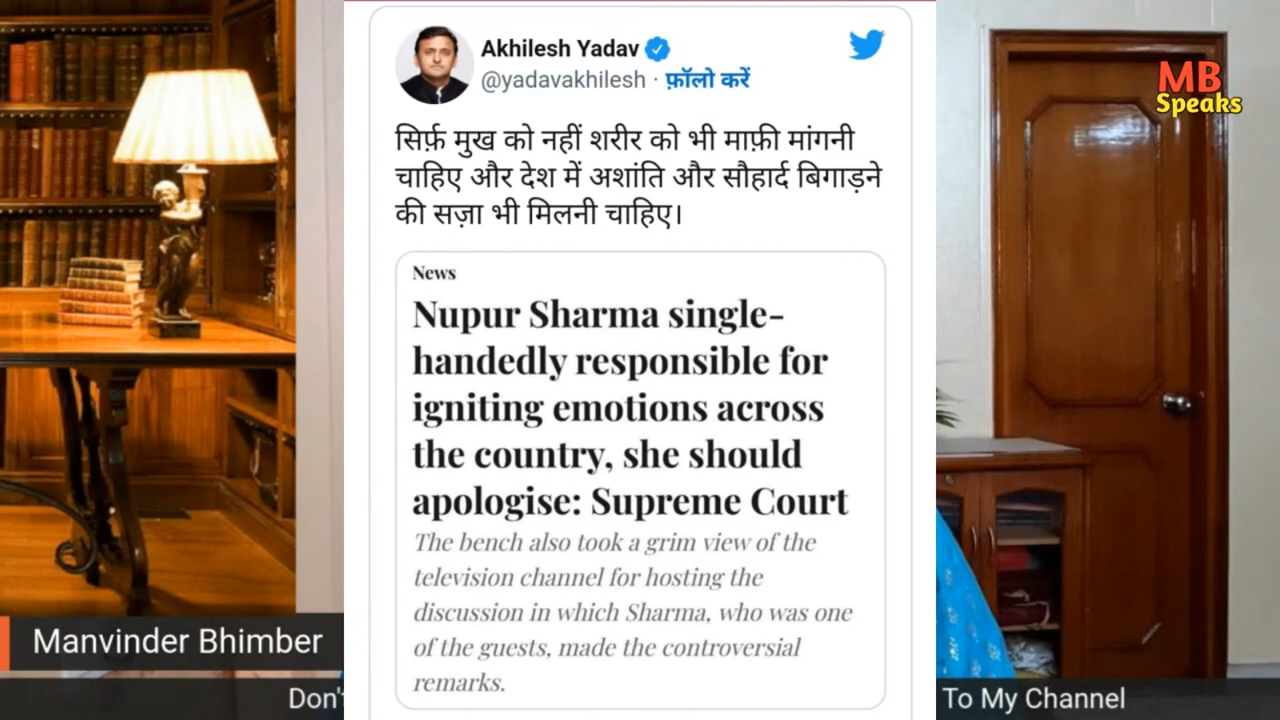 Akhilesh Yadav
@yadavakhilesh · फ़ॉलो करें
सिर्फ़ मुख को नहीं शरीर को भी माफ़ी मांगनी
चाहिए और देश में अशांति और सौहार्द बिगाड़ने
की सज़ा भी मिलनी चाहिए।
News
Nupur Sharma single-
handedly responsible for
igniting emotions across
the country, she should
apologise: Supreme Court
The bench also took a grim view of the
television channel for hosting the
discussion in which Sharma, who was one
of the guests, made the controversial
remarks.
MB
Speaks
Manvinder Bhimber
Don't
To My Channel